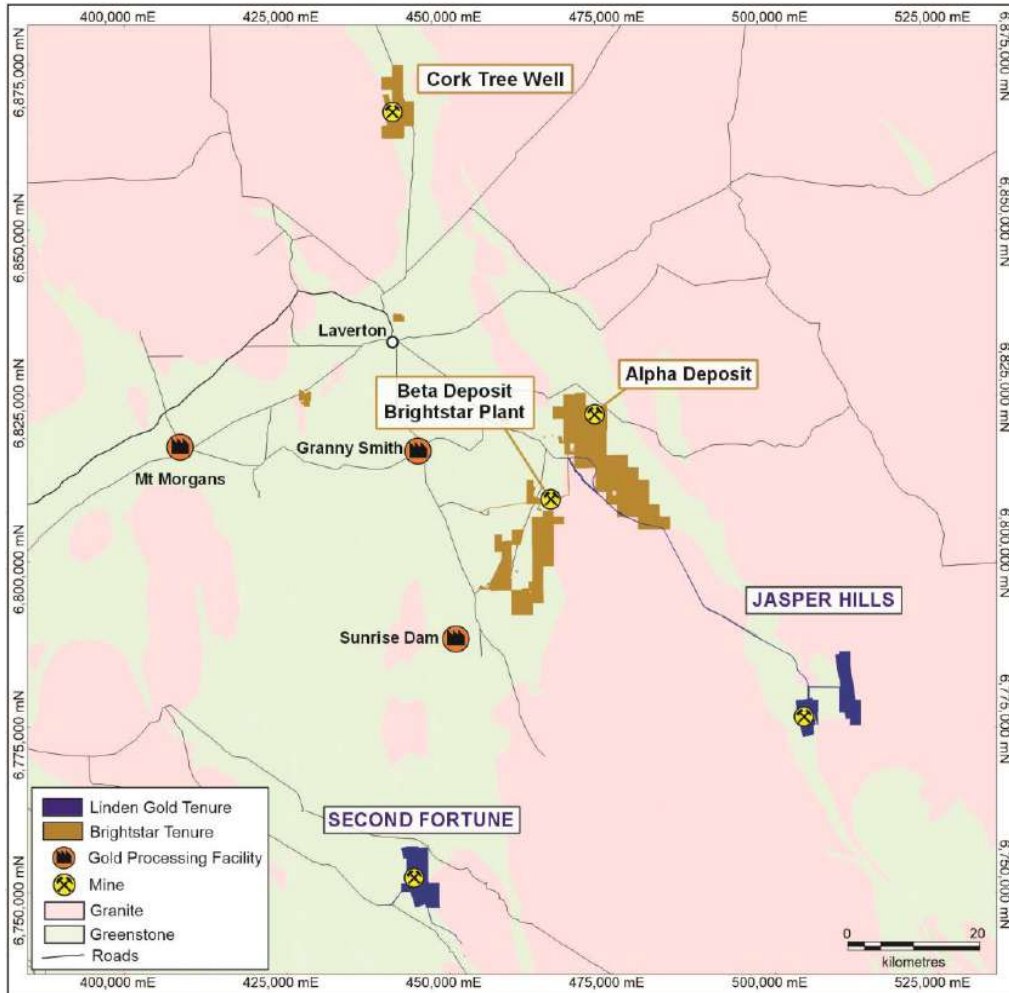 400,000 mE
425,000 mE
450,000 mE
475,000 mE
500,000 mE
525,000 mE
6,875,000 mN
6,875,000 mN
Cork Tree Well
6,850,000 mN
6,850,000 mN
Laverton
Alpha Deposit
Beta Deposit
Brightstar Plant
6,825,000 mN
6,825,000 mN
Granny Smith
Mt Morgans
6,800,000 mN
6,800,000 mN
JASPER HILLS
Sunrise Dam
6,775,000 mN
6,775,000 mN
SECOND FORTUNE
6,750,000 mN
6,750,000 mN
Linden Gold Tenure
Brightstar Tenure
Gold Processing Facility
Mine
Granite
Greenstone
Roads
0
20
kilometres
400,000 mE
425,000 mE
450,000 mE
475,000 mE
500,000 mE
525,000 mE